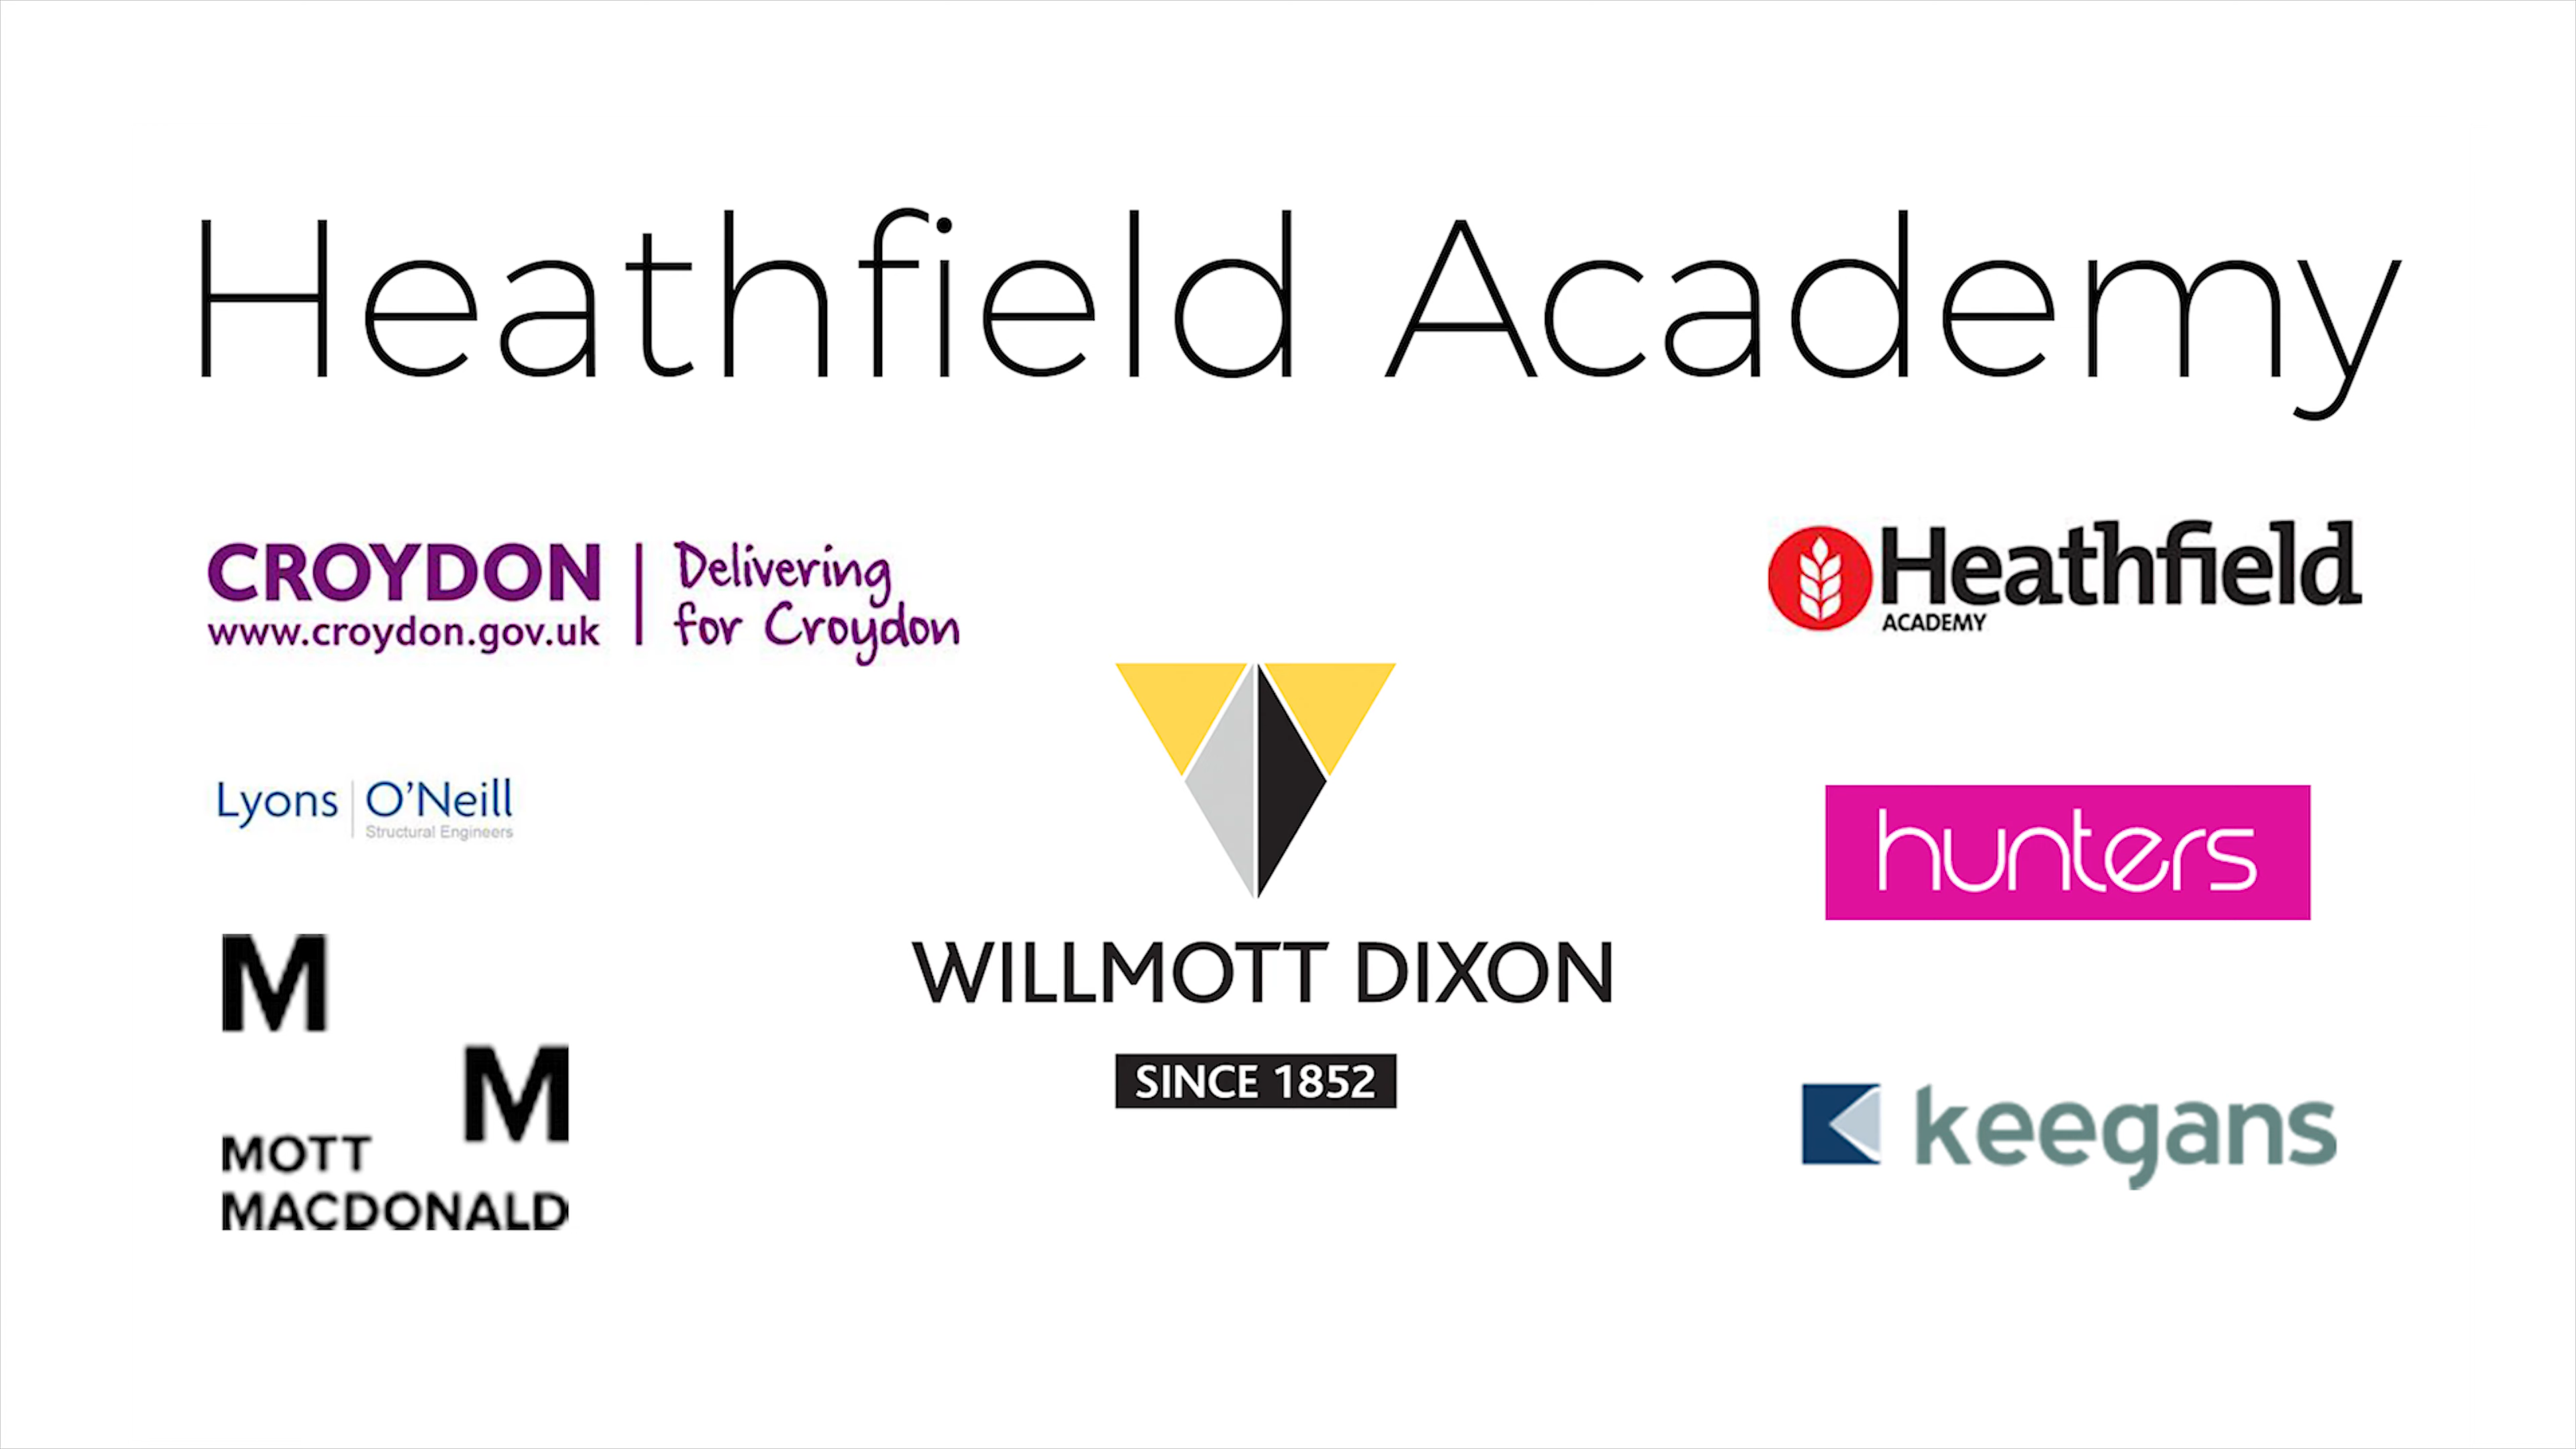 Heathfield Academy
CROYDON
www.croydon.gov.uk
Delivering
for Croydon
Heathfield
ACADEMY
Lyons O'Neill
Structural Engineers
hunters
M
M
MOTT
MACDONALD
WILLMOTT DIXON
SINCE 1852
keegans